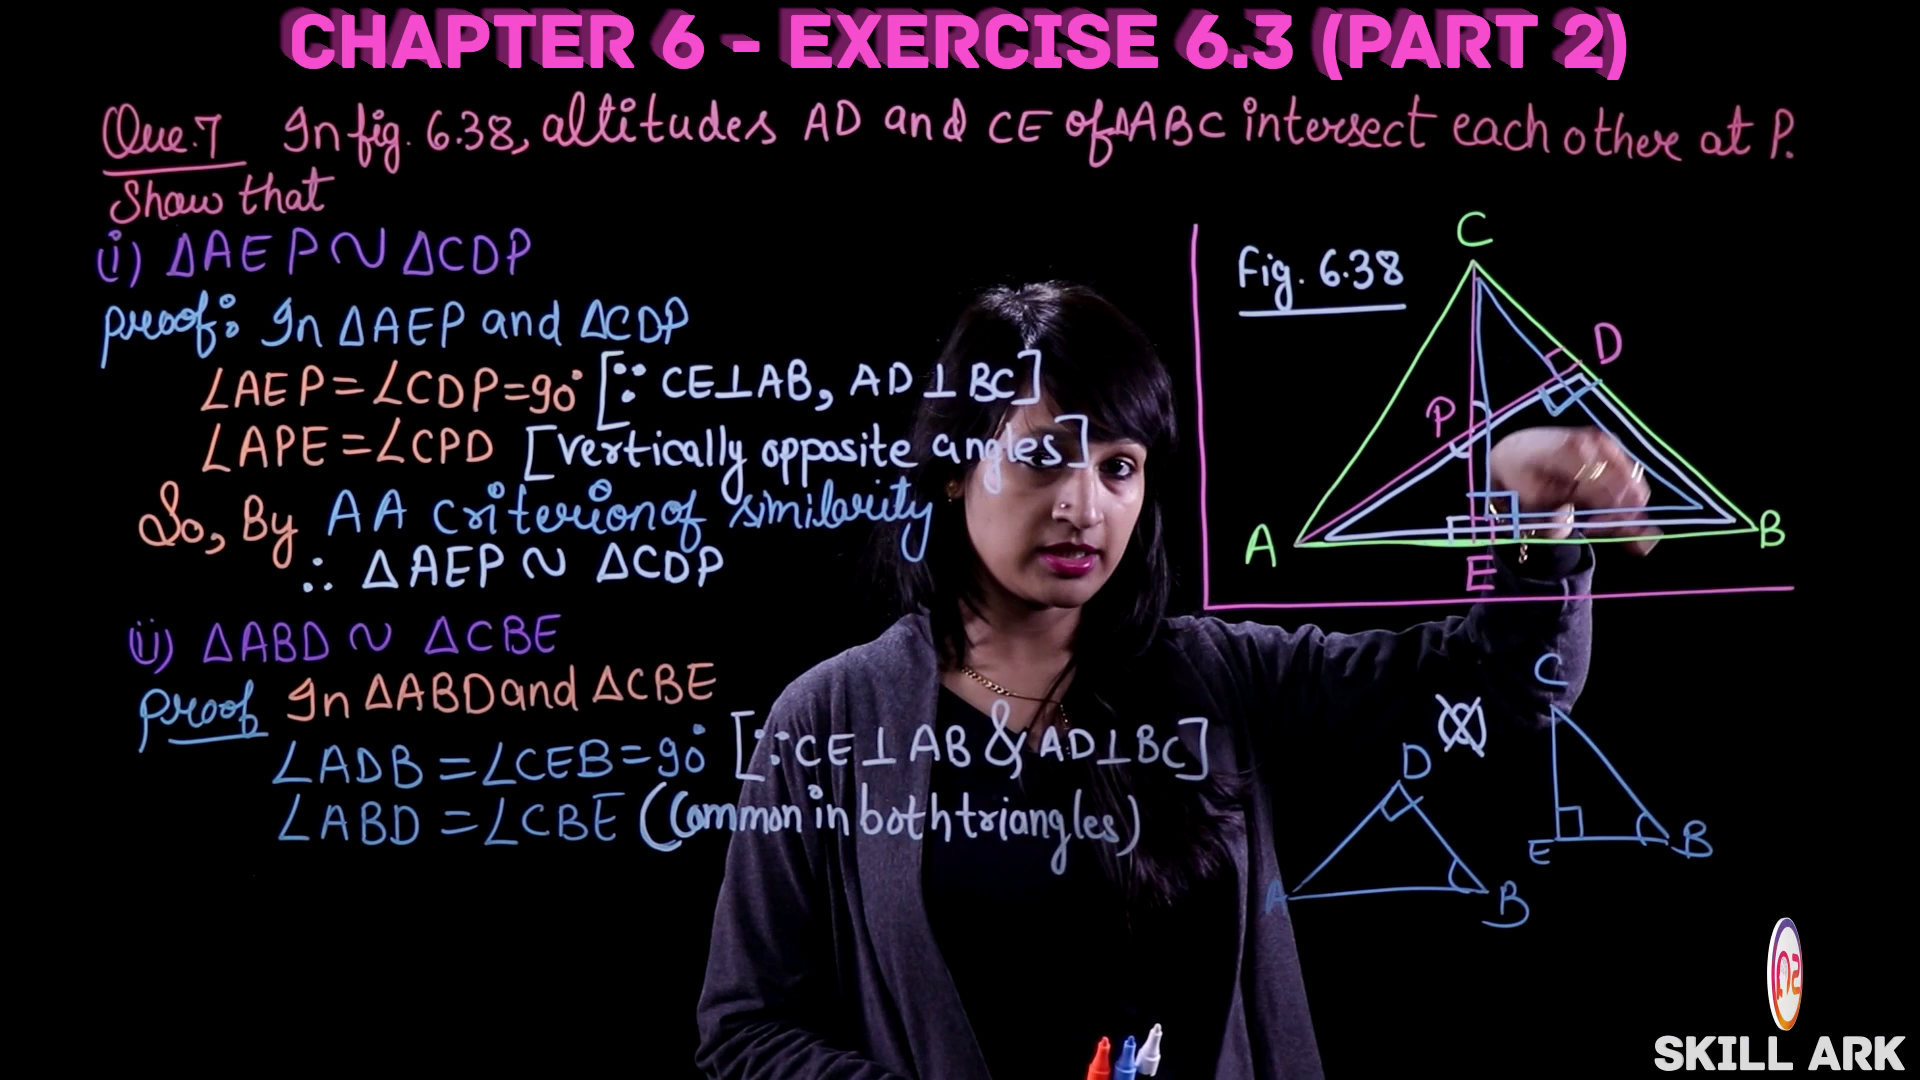 CHAPTER 6 - EXERCISE 6.3 (PART 2)
Que.7 In fig. 6.38, altitudes AD and CE of ΔABC intersect each other at P.
Show that
i) ΔAEP ~ ΔCDP
proof: In ΔAEP and ΔCDP
∠AEP = ∠CDP = 90° [∵ CE⊥AB, AD⊥BC]
∠APE = ∠CPD [vertically opposite angles]
So, By AA criterion of similarity
∴ ΔAEP ~ ΔCDP
ii) ΔABD ~ ΔCBE
Proof In ΔABD and ΔCBE
∠ADB = ∠CEB = 90° [∵ CE⊥AB & AD⊥BC]
∠ABD = ∠CBE (Common in both triangles)
Fig. 6.38
C
D
P
A
B
E
C
D
E
B
A
B
SKILL ARK